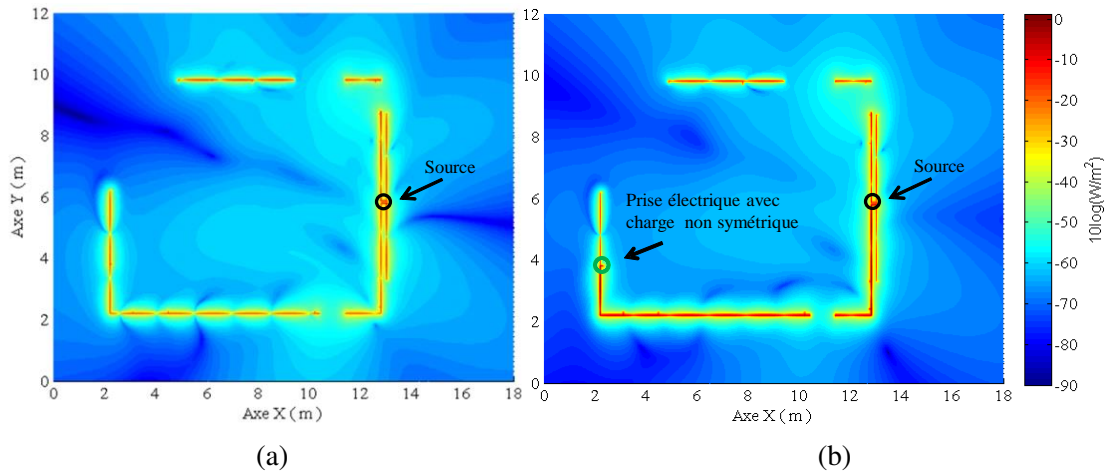 12
10
8
6
4
2
0
Axe Y ( m )
Source
0 2 4 6 8 10 12 14 16 18
Axe X ( m )
(a)
12
10
8
6
4
2
0
Prise électrique avec
charge non symétrique
Source
0 2 4 6 8 10 12 14 16 18
Axe X ( m )
(b)
0
-10
-20
-30
-40
-50
-60
-70
-80
-90
10log(W/m²)